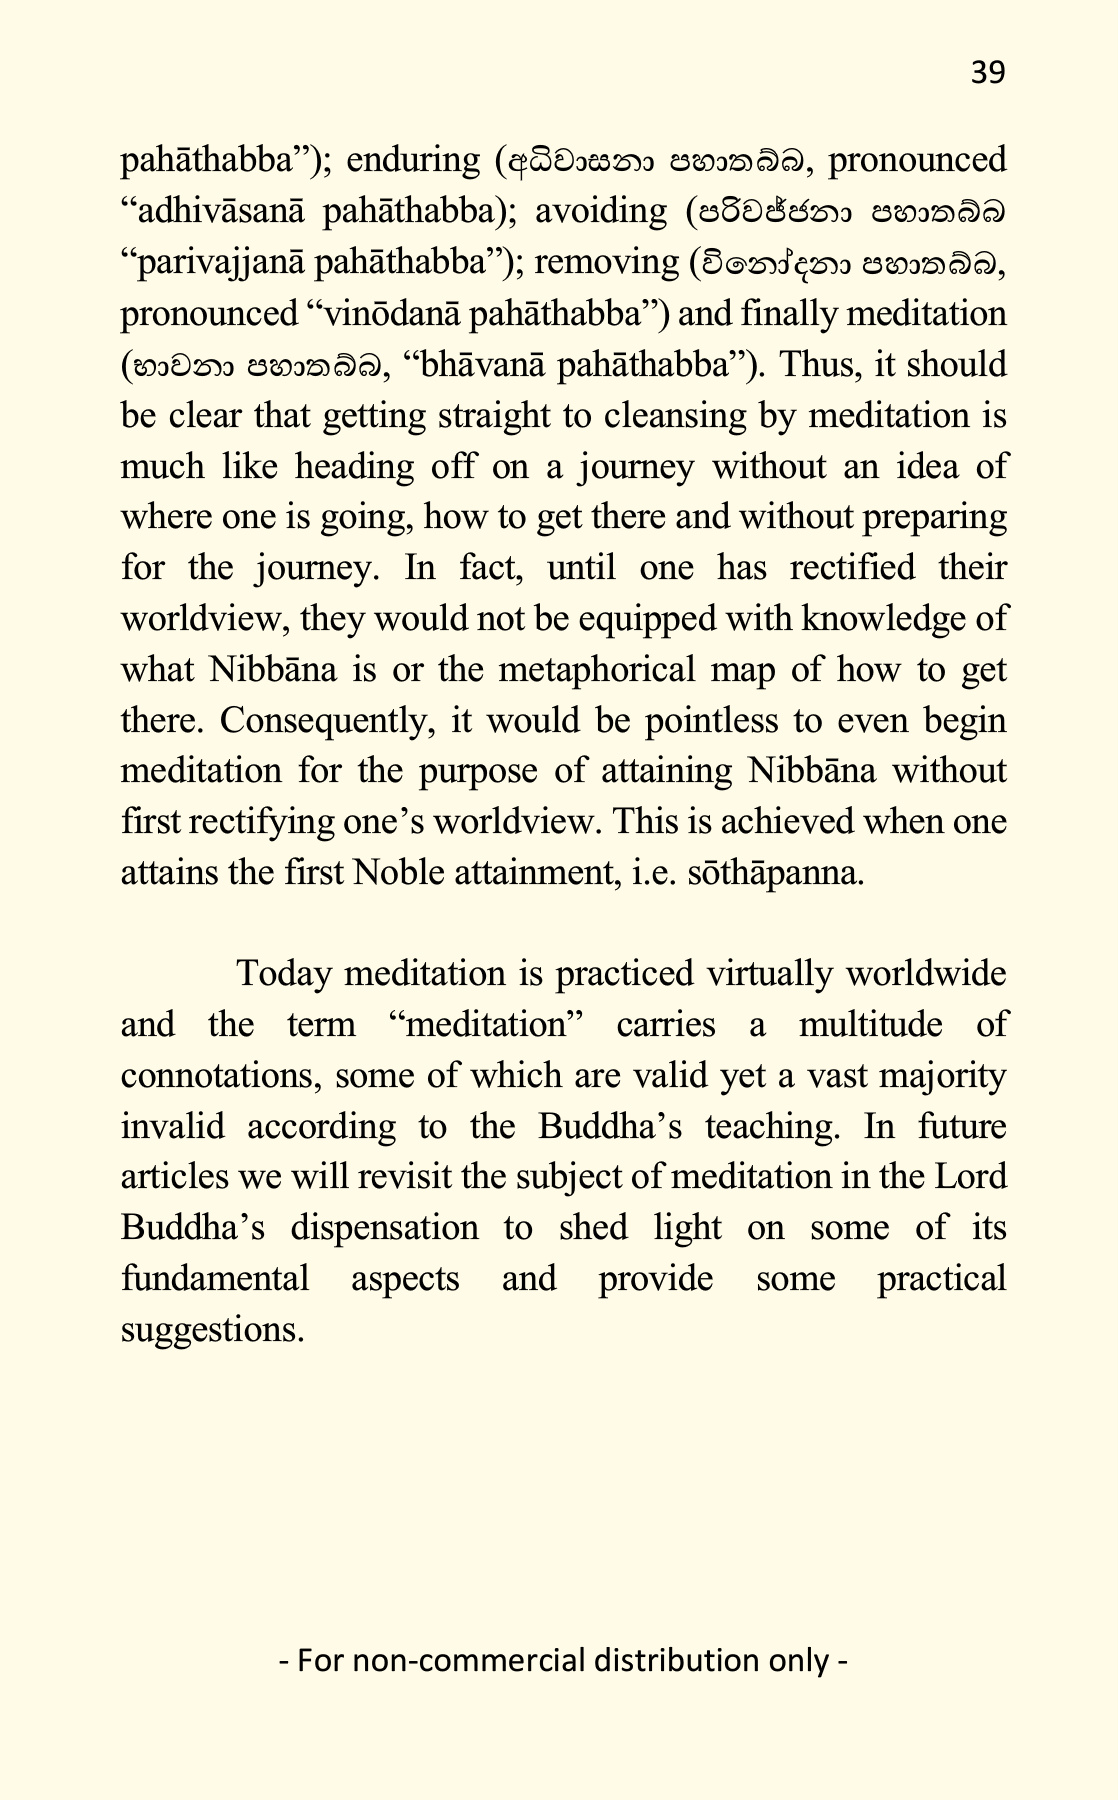 39
pahāthabba”); enduring (අධිවාසනා පහාතබ්බ, pronounced
“adhivāsanā pahāthabba); avoiding (පරිවජ්ජනා පහාතබ්බ
“parivajjanā pahāthabba”); removing (විනෝදනා පහාතබ්බ,
pronounced “vinōdanā pahāthabba”) and finally meditation
(භාවනා පහාතබ්බ, “bhāvanā pahāthabba”). Thus, it should
be clear that getting straight to cleansing by meditation is
much like heading off on a journey without an idea of
where one is going, how to get there and without preparing
for the journey. In fact, until one has rectified their
worldview, they would not be equipped with knowledge of
what Nibbāna is or the metaphorical map of how to get
there. Consequently, it would be pointless to even begin
meditation for the purpose of attaining Nibbāna without
first rectifying one’s worldview. This is achieved when one
attains the first Noble attainment, i.e. sōthāpanna.
Today meditation is practiced virtually worldwide
and the term “meditation” carries a multitude of
connotations, some of which are valid yet a vast majority
invalid according to the Buddha’s teaching. In future
articles we will revisit the subject of meditation in the Lord
Buddha’s dispensation to shed light on some of its
fundamental aspects and provide some practical
suggestions.
- For non-commercial distribution only -